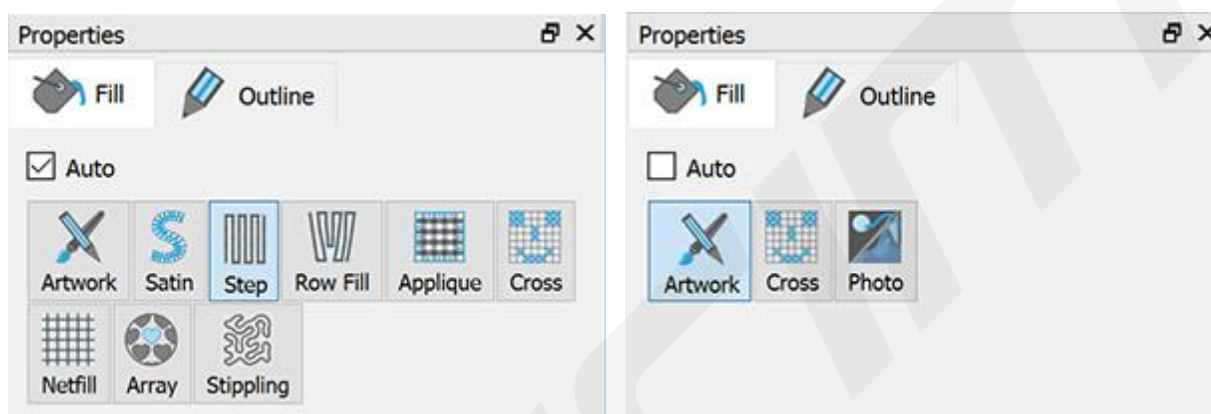 Properties
Fill
Outline
Auto
Artwork Satin Step Row Fill Applique Cross
Netfill Array Stippling
Properties
Fill
Outline
Auto
Artwork Cross Photo